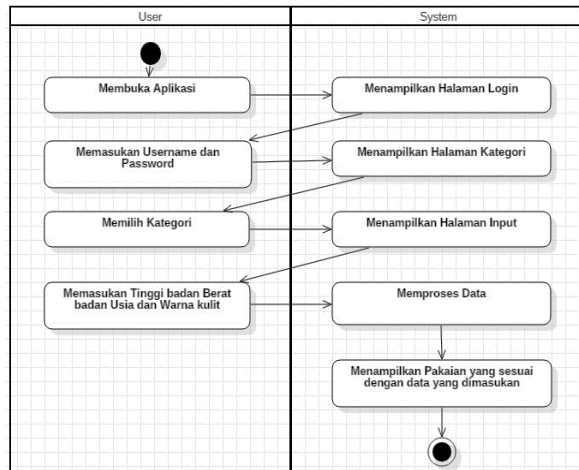 User
System
Membuka Aplikasi
Menampilkan Halaman Login
Memasukan Username dan
Password
Menampilkan Halaman Kategori
Memilih Kategori
Menampilkan Halaman Input
Memasukan Tinggi badan Berat
badan Usia dan Warna kulit
Memproses Data
Menampilkan Pakaian yang sesuai
dengan data yang dimasukan